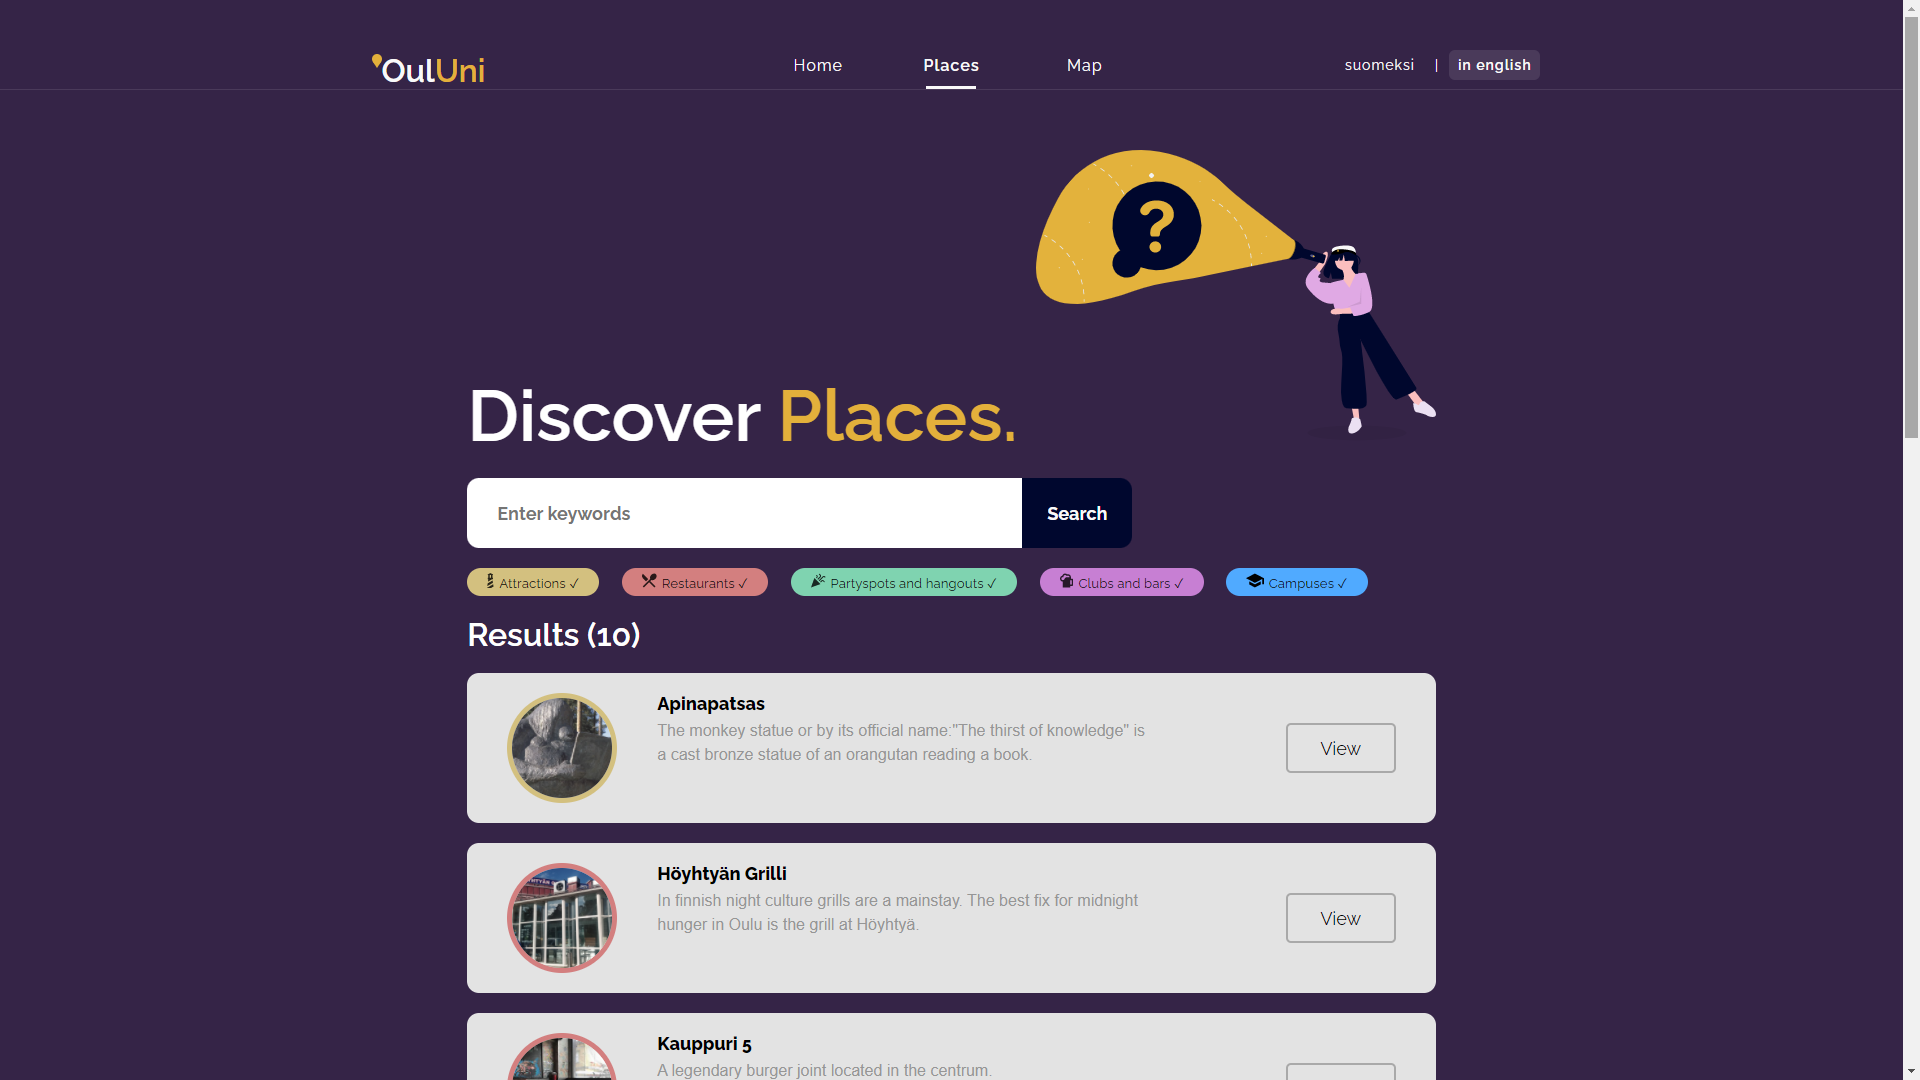 OulUni
Home
Places
Map
suomeksi | in english
?
Discover Places.
Enter keywords
Search
Attractions ✓
Restaurants ✓
Partyspots and hangouts ✓
Clubs and bars ✓
Campuses ✓
Results (10)
Apinapatsas
The monkey statue or by its official name:"The thirst of knowledge" is
a cast bronze statue of an orangutan reading a book.
View
Höyhtyän Grilli
In finnish night culture grills are a mainstay. The best fix for midnight
hunger in Oulu is the grill at Höyhtyä.
View
Kauppuri 5
A legendary burger joint located in the centrum.